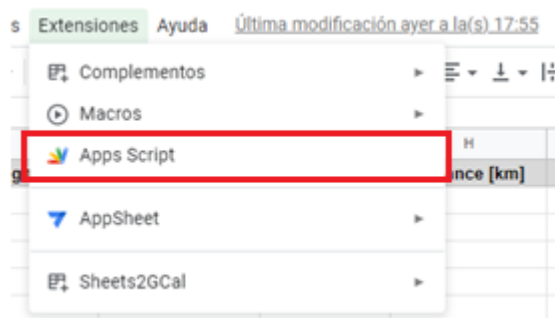 s Extensiones Ayuda Última modificación ayer a la(s) 17:55
Complementos
Macros
H
Apps Script
g ance [km]
AppSheet
Sheets2GCal